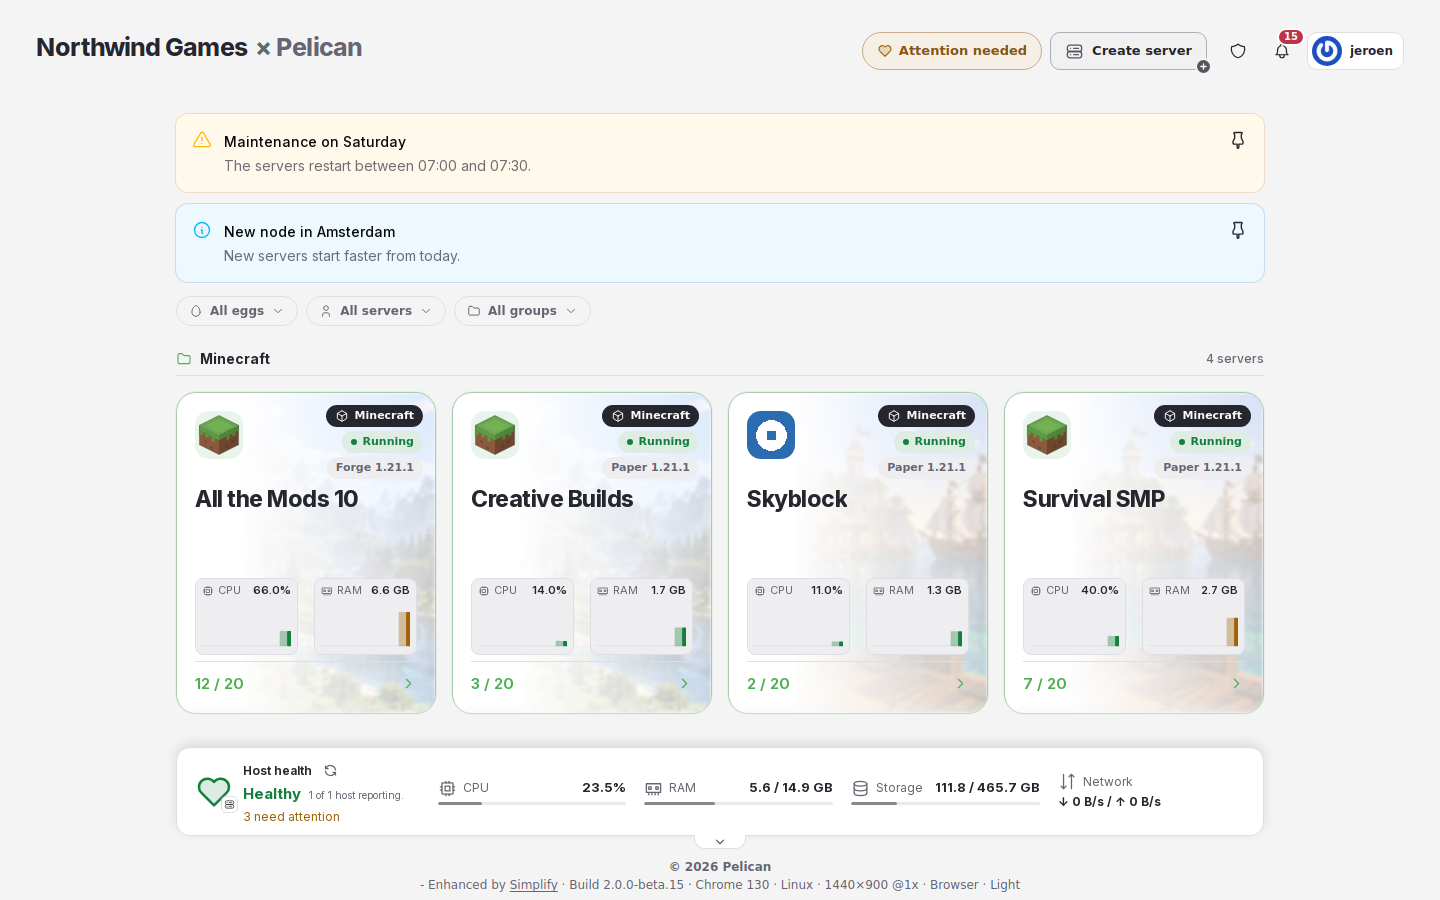 Northwind Games × Pelican
Attention needed
Create server
15
jeroen
Maintenance on Saturday
The servers restart between 07:00 and 07:30.
New node in Amsterdam
New servers start faster from today.
All eggs
All servers
All groups
Minecraft
4 servers
Minecraft
Running
Forge 1.21.1
All the Mods 10
CPU 66.0%
RAM 6.6 GB
12 / 20
Minecraft
Running
Paper 1.21.1
Creative Builds
CPU 14.0%
RAM 1.7 GB
3 / 20
Minecraft
Running
Paper 1.21.1
Skyblock
CPU 11.0%
RAM 1.3 GB
2 / 20
Minecraft
Running
Paper 1.21.1
Survival SMP
CPU 40.0%
RAM 2.7 GB
7 / 20
Host health
Healthy 1 of 1 host reporting.
3 need attention
CPU 23.5%
RAM 5.6 / 14.9 GB
Storage 111.8 / 465.7 GB
Network
↓ 0 B/s / ↑ 0 B/s
© 2026 Pelican
- Enhanced by Simplify · Build 2.0.0-beta.15 · Chrome 130 · Linux · 1440×900 @1x · Browser · Light